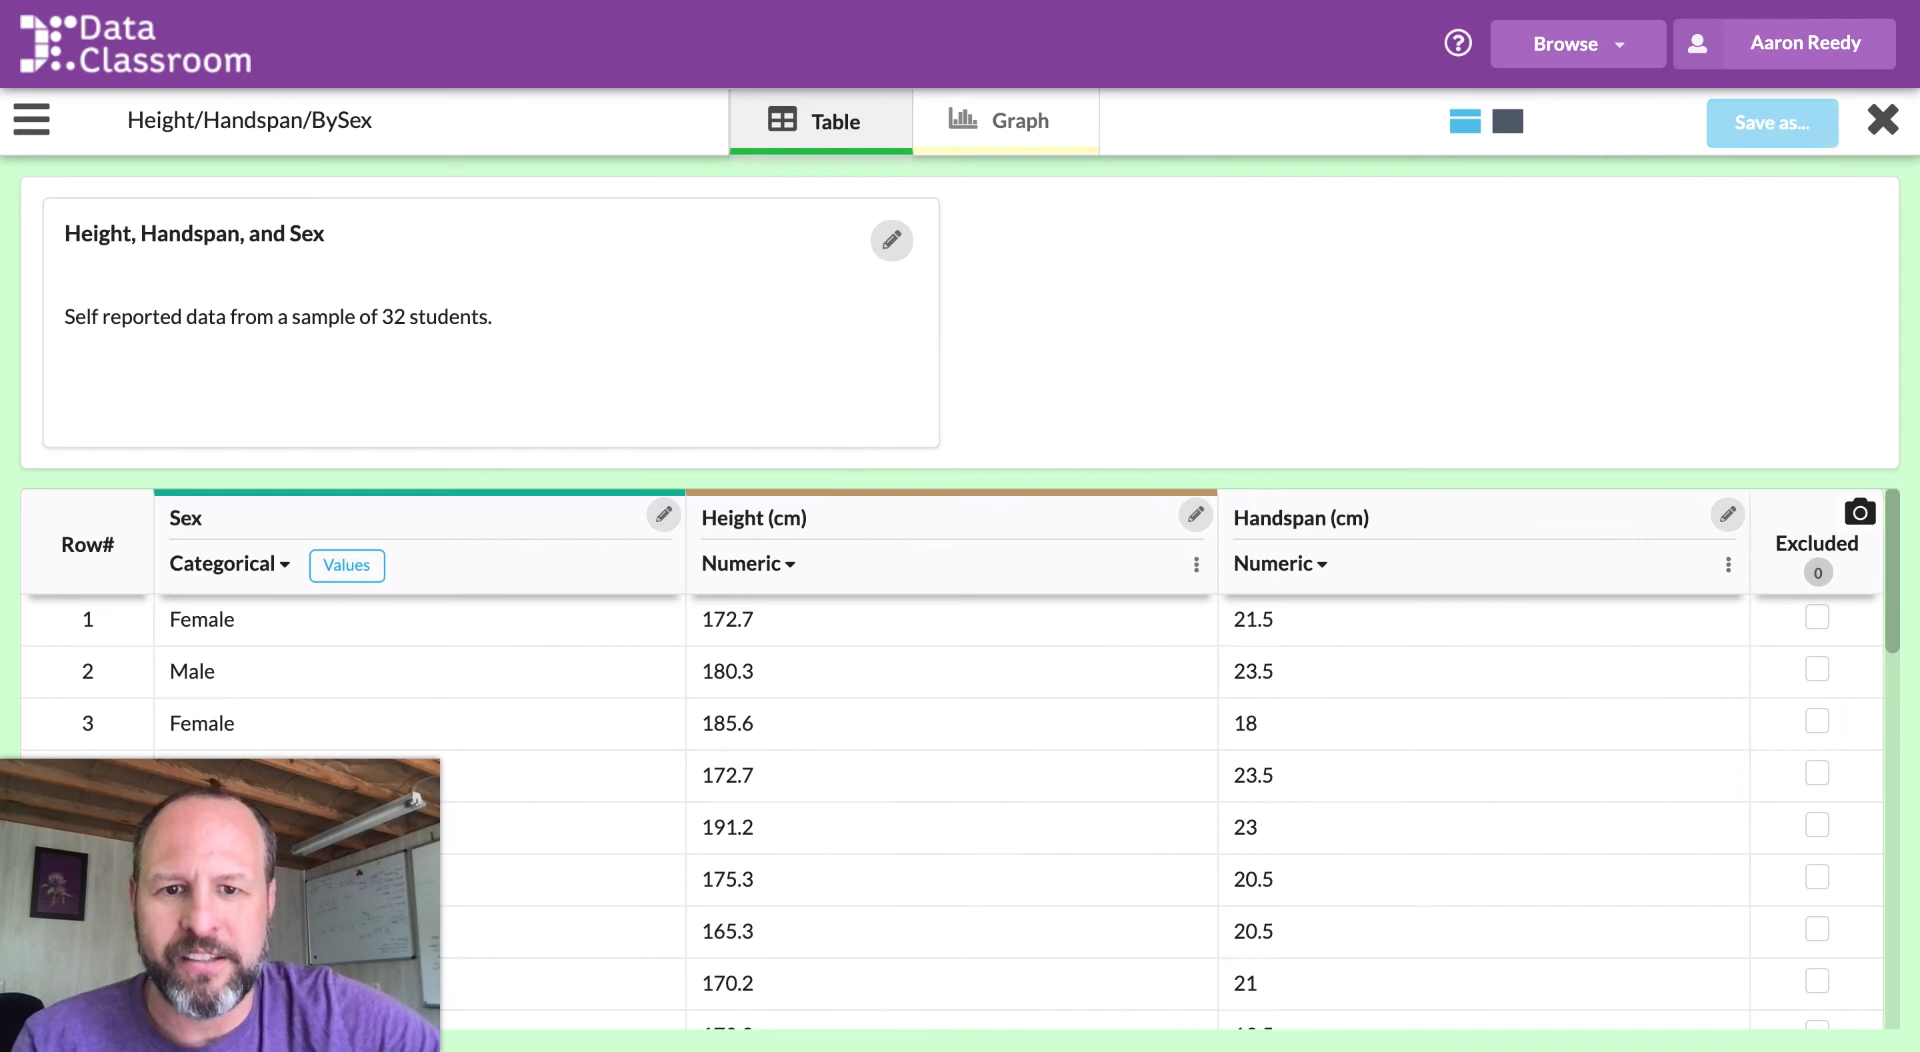 Data
Classroom
Browse
Aaron Reedy
Height/Handspan/BySex
Table
Graph
Save as...
Height, Handspan, and Sex
Self reported data from a sample of 32 students.
Row#
Sex
Height (cm)
Handspan (cm)
Excluded
Categorical
Values
Numeric
Numeric
0
1 Female 172.7 21.5
2 Male 180.3 23.5
3 Female 185.6 18
172.7 23.5
191.2 23
175.3 20.5
165.3 20.5
170.2 21